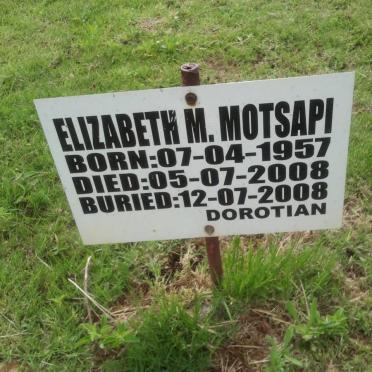 ELIZABETH M. MOTSAPI
BORN:07-04-1957
DIED:05-07-2008
BURIED:12-07-2008
DOROTIAN